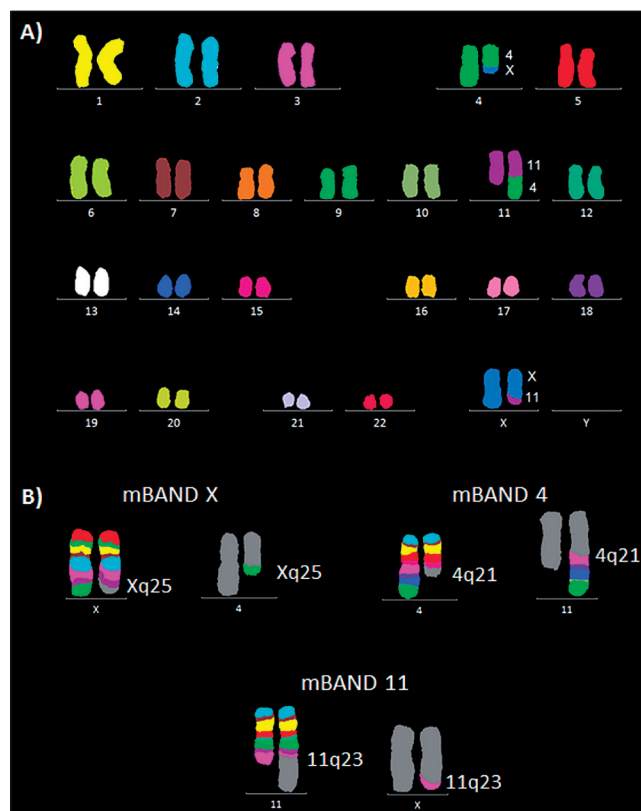 A)
4
X
1 2 3 4 5
11
4
6 7 8 9 10 11 12
13 14 15 16 17 18
X
11
19 20 21 22 X Y
B)
mBAND X mBAND 4
Xq25 Xq25 4q21 4q21
X 4 4 11
mBAND 11
11q23 11q23
11 X